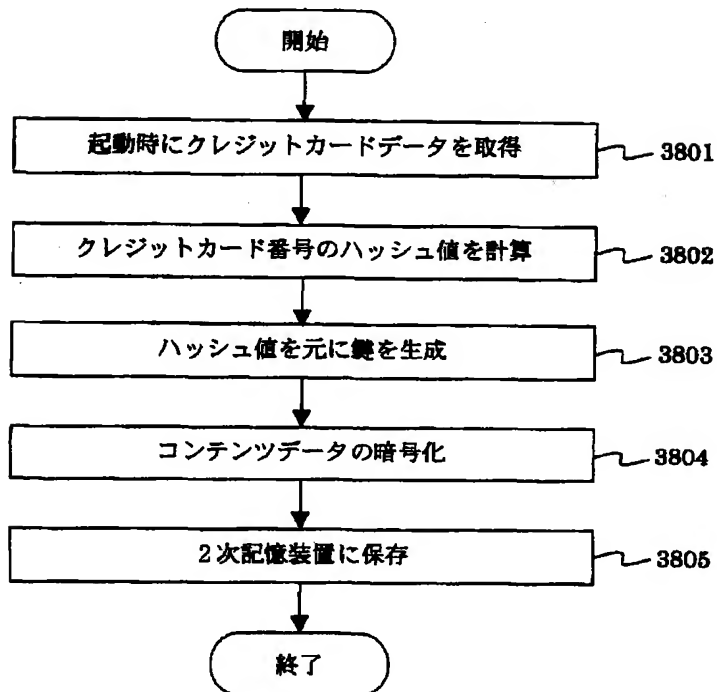 開始
起動時にクレジットカードデータを取得
3801
クレジットカード番号のハッシュ値を計算
3802
ハッシュ値を元に鍵を生成
3803
コンテンツデータの暗号化
3804
2次記憶装置に保存
3805
終了